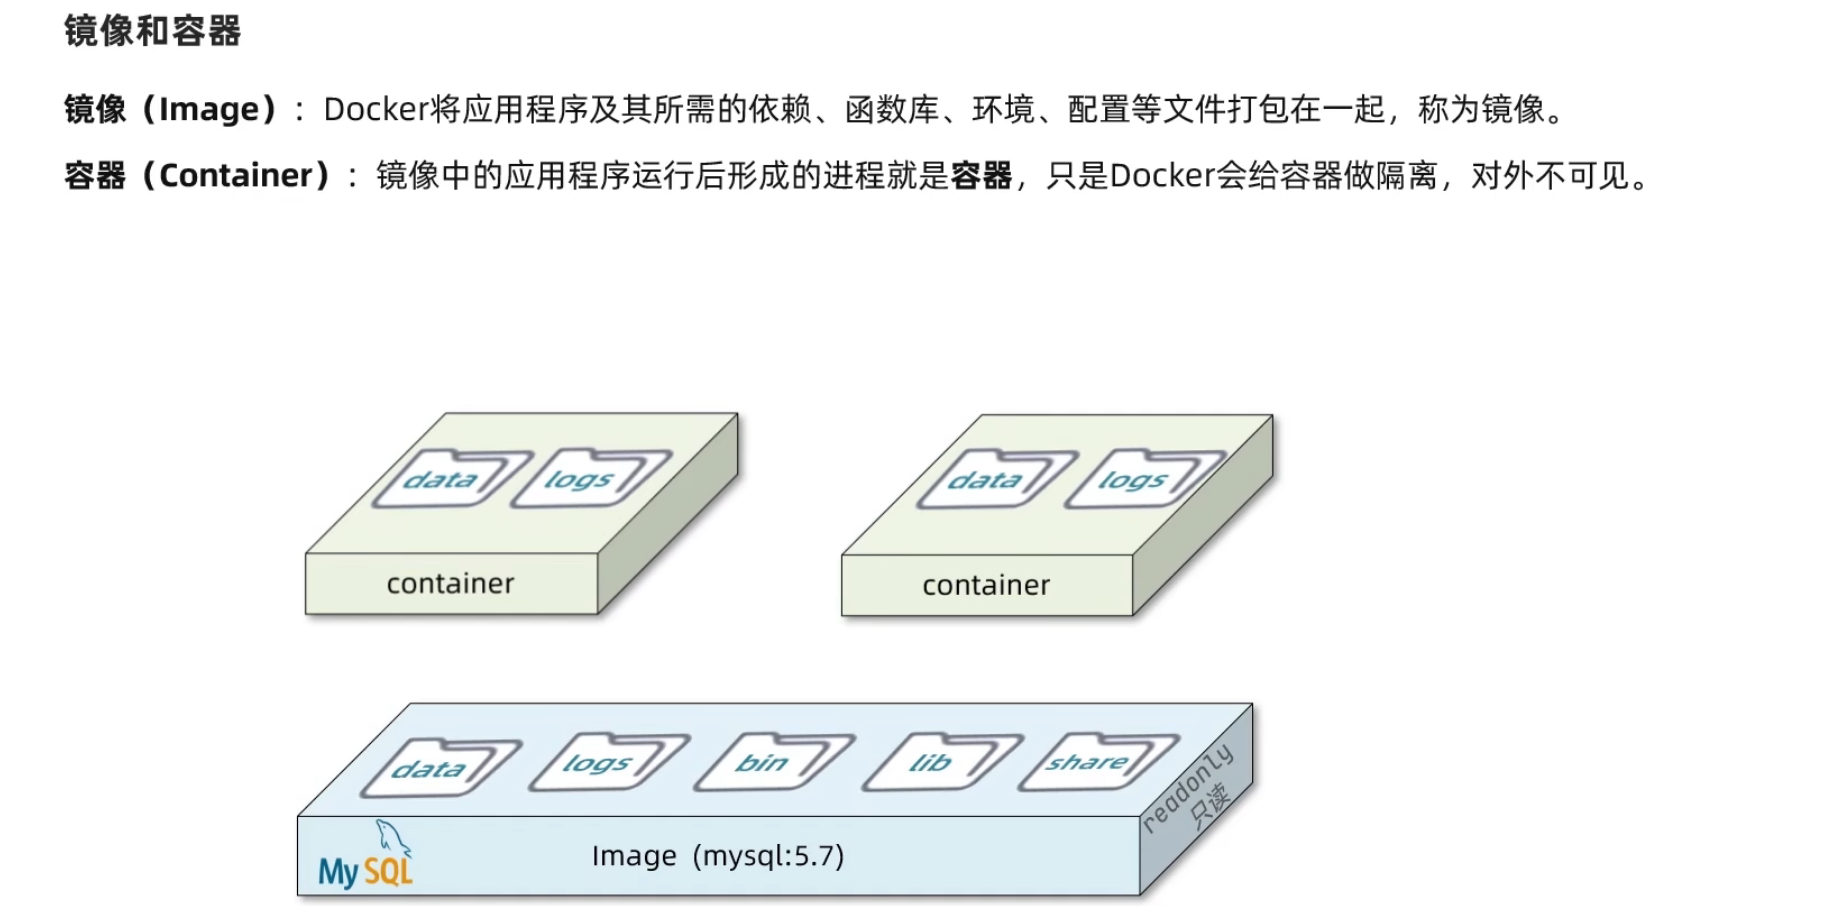 镜像和容器
镜像（Image）：Docker将应用程序及其所需的依赖、函数库、环境、配置等文件打包在一起，称为镜像。
容器（Container）：镜像中的应用程序运行后形成的进程就是容器，只是Docker会给容器做隔离，对外不可见。
data logs
data logs
container
container
data logs bin lib share
readonly
只读
MySQL
Image (mysql:5.7)